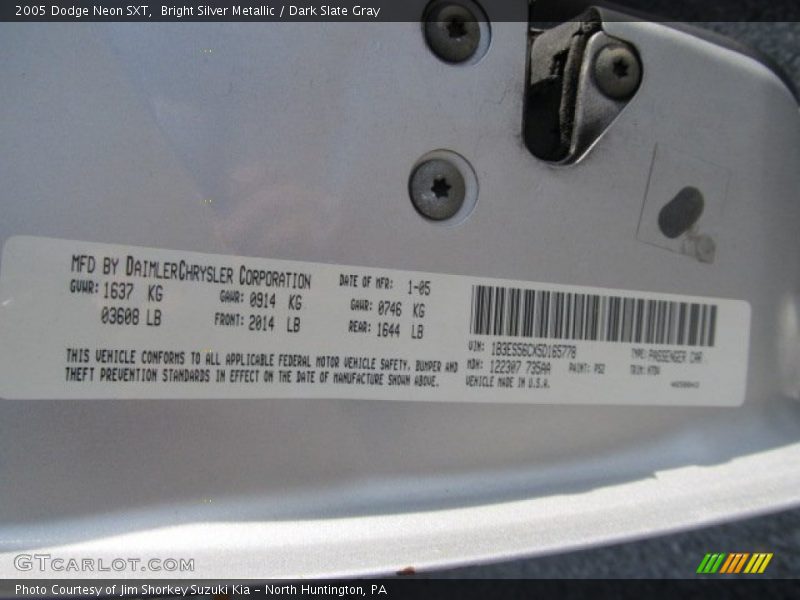 2005 Dodge Neon SXT,  Bright Silver Metallic / Dark Slate Gray
MFD BY DAIMLERCHRYSLER CORPORATION
DATE OF MFR: 1-05
GVWR: 1637 KG
03608 LB
GAWR: 0914 KG
FRONT: 2014 LB
GAWR: 0746 KG
REAR: 1644 LB
THIS VEHICLE CONFORMS TO ALL APPLICABLE FEDERAL MOTOR VEHICLE SAFETY, BUMPER AND
THEFT PREVENTION STANDARDS IN EFFECT ON THE DATE OF MANUFACTURE SHOWN ABOVE.
VIN: 1B3ES56CX5D165778
TYPE: PASSENGER CAR
MDH: 122307 735AA
PAINT: PS2
TRIM:
VEHICLE MADE IN U.S.A.
GTCARLOT.COM
Photo Courtesy of Jim Shorkey Suzuki Kia - North Huntington, PA